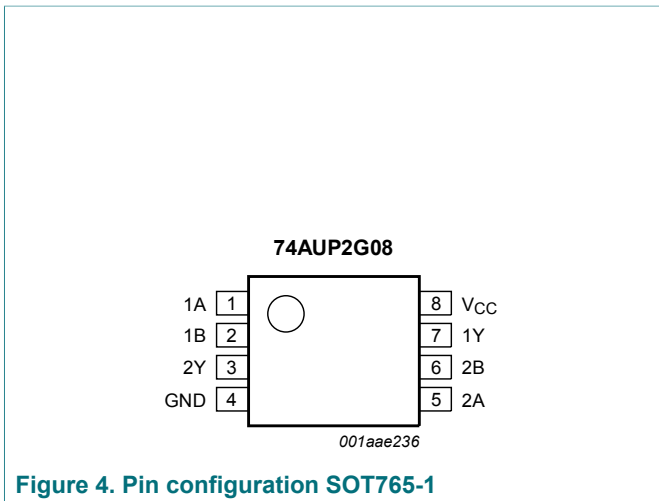 74AUP2G08
1A 1 8 VCC
1B 2 7 1Y
2Y 3 6 2B
GND 4 5 2A
001aae236
Figure 4. Pin configuration SOT765-1